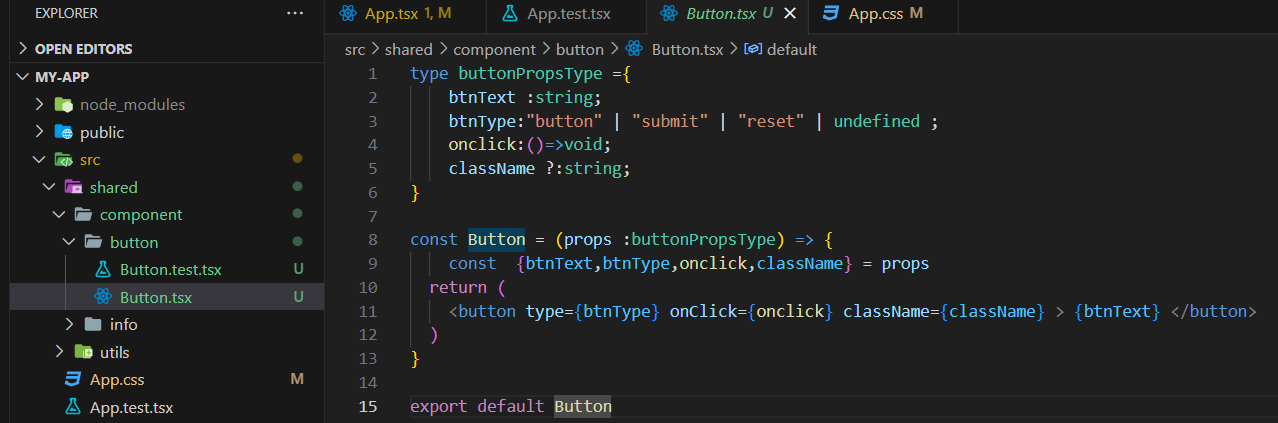 EXPLORER
OPEN EDITORS
MY-APP
node_modules
public
src
shared
component
button
Button.test.tsx U
Button.tsx U
info
utils
App.css M
App.test.tsx
App.tsx 1, M
App.test.tsx
Button.tsx U
App.css M
src > shared > component > button > Button.tsx > default
1 type buttonPropsType ={
2     btnText :string;
3     btnType:"button" | "submit" | "reset" | undefined ;
4     onclick:()=>void;
5     className ?:string;
6 }
7
8 const Button = (props :buttonPropsType) => {
9     const  {btnText,btnType,onclick,className} = props
10   return (
11     <button type={btnType} onClick={onclick} className={className} > {btnText} </button>
12   )
13 }
14
15 export default Button